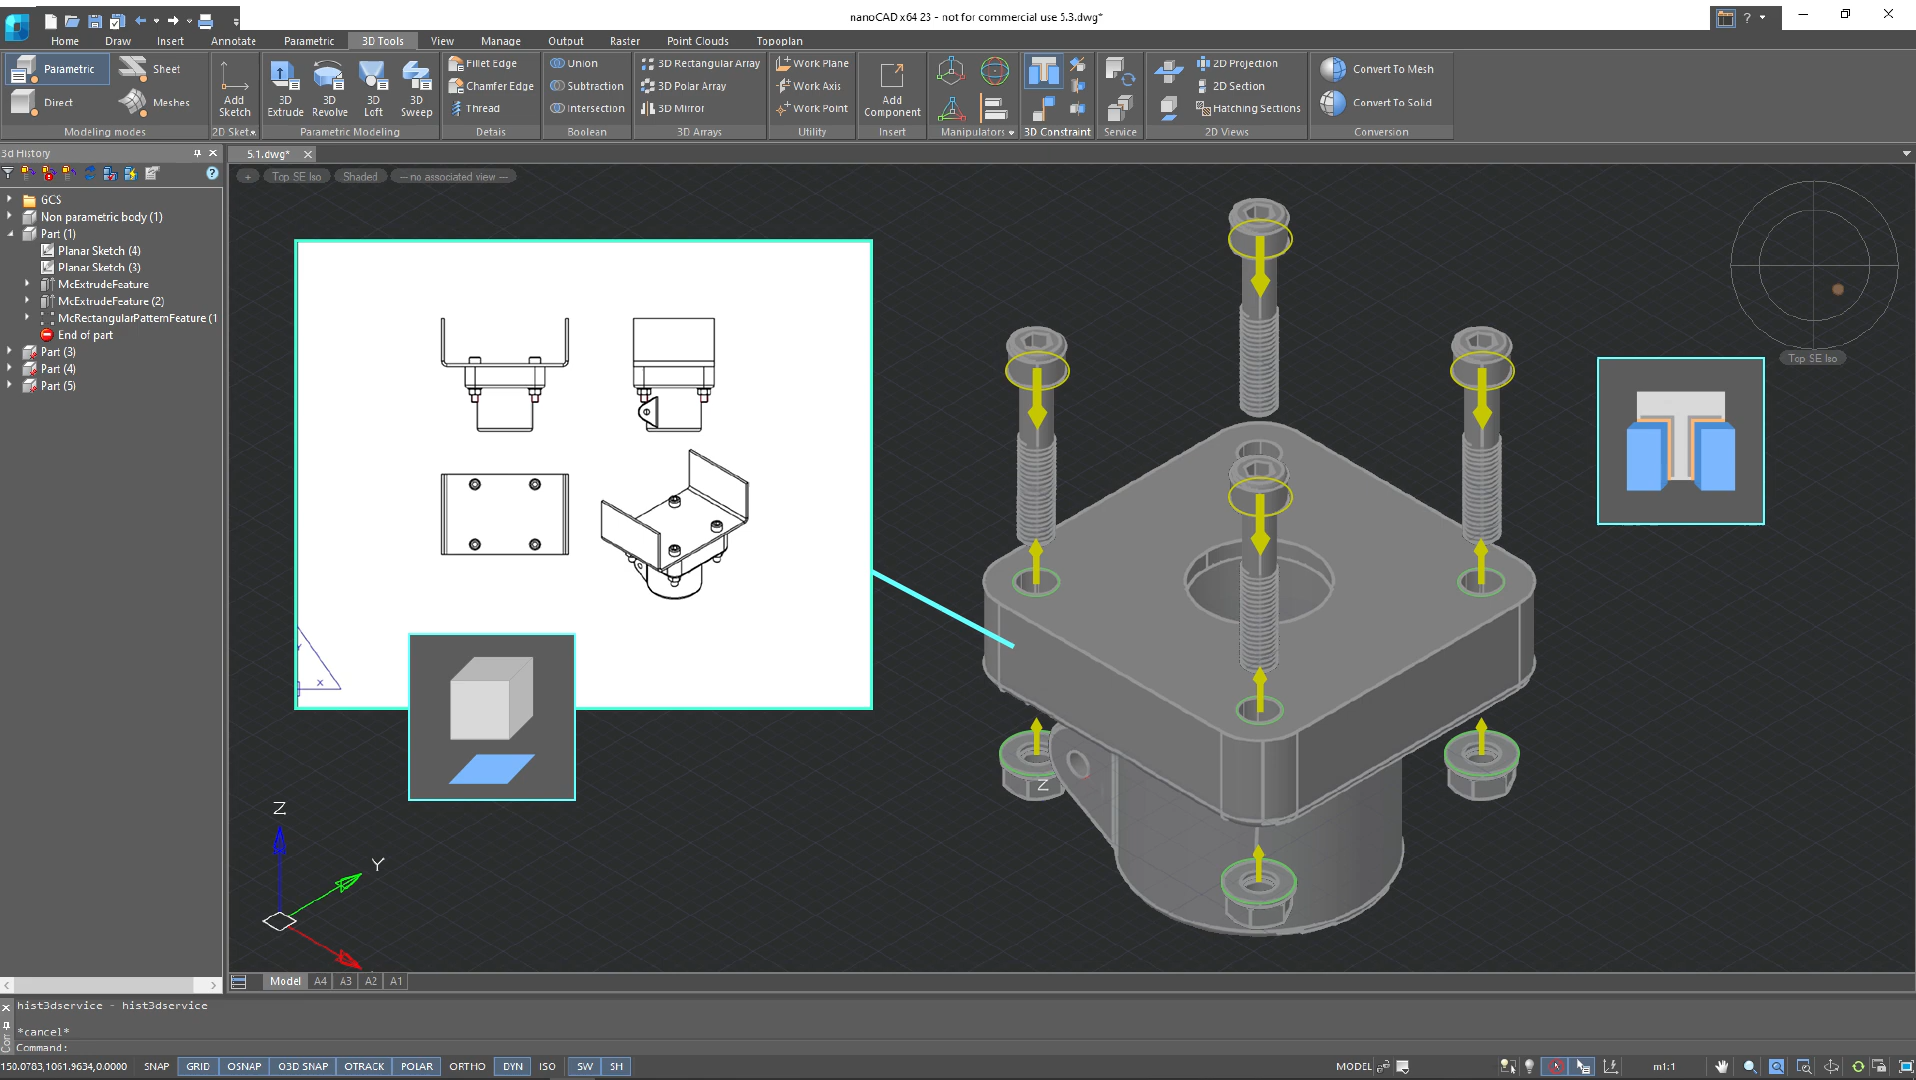 nanoCAD x64 23 - not for commercial use 5.3.dwg*
?
Home Draw Insert Annotate Parametric 3D Tools View Manage Output Raster Point Clouds Topoplan
Parametric Sheet
Direct Meshes
Modeling modes
Add Sketch
2D Sket
3D Extrude 3D Revolve 3D Loft 3D Sweep
Parametric Modeling
Fillet Edge
Chamfer Edge
Thread
Details
Union
Subtraction
Intersection
Boolean
3D Rectangular Array
3D Polar Array
3D Mirror
3D Arrays
Work Plane
Work Axis
Work Point
Utility
Add Component
Insert
Manipulators
3D Constraint
Service
2D Projection
2D Section
Hatching Sections
2D Views
Convert To Mesh
Convert To Solid
Conversion
3d History
5.1.dwg*
+ Top SE Iso Shaded — no associated view —
?
GCS
Non parametric body (1)
Part (1)
Planar Sketch (4)
Planar Sketch (3)
McExtrudeFeature
McExtrudeFeature (2)
McRectangularPatternFeature (1
End of part
Part (3)
Part (4)
Part (5)
Top SE Iso
X
Z
Z
Y
Model A4 A3 A2 A1
hist3dservice - hist3dservice
*cancel*
Command:
Com
150.0783,1061.9634,0.0000 SNAP GRID OSNAP O3D SNAP OTRACK POLAR ORTHO DYN ISO SW SH MODEL m1:1